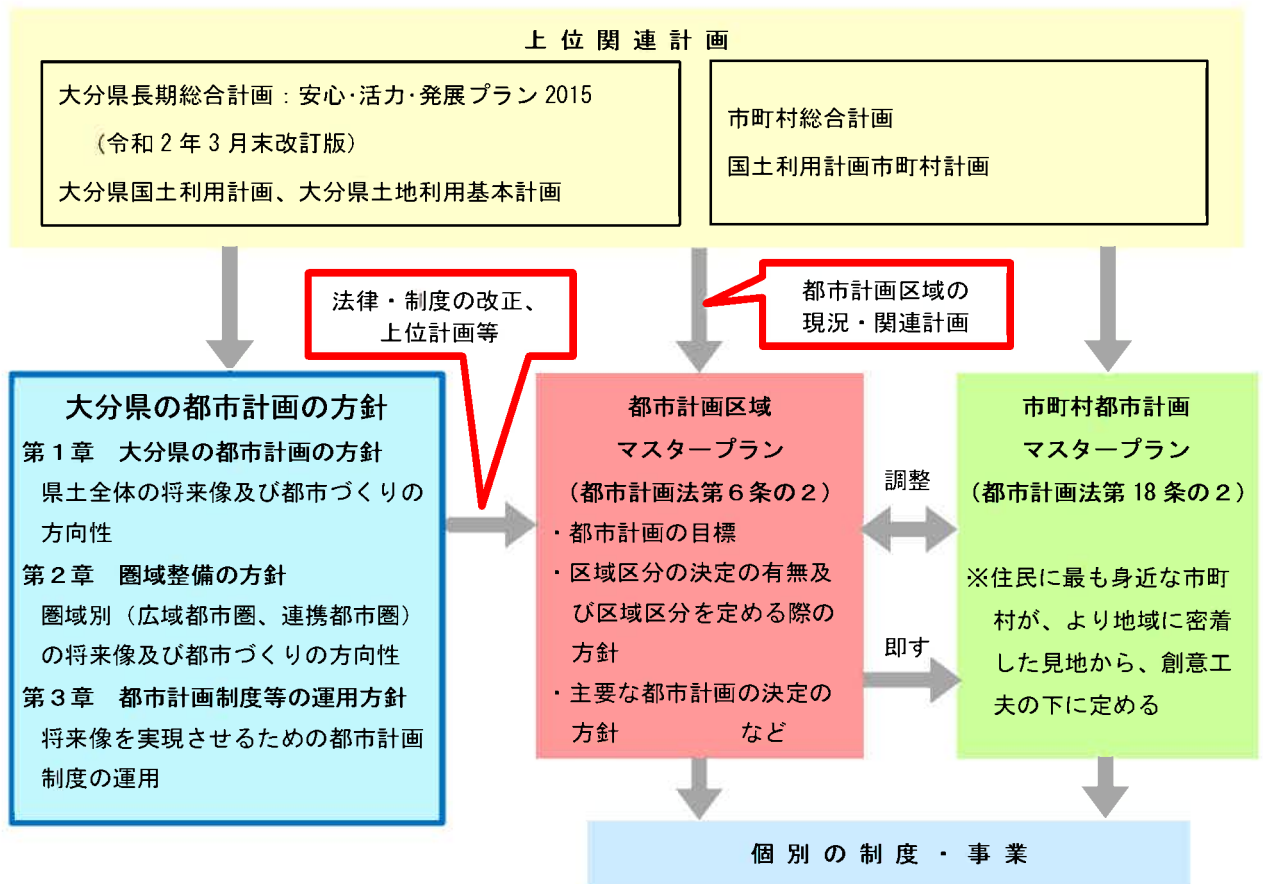 上位関連計画
大分県長期総合計画：安心・活力・発展プラン 2015
（令和２年３月末改訂版）
大分県国土利用計画、大分県土地利用基本計画
市町村総合計画
国土利用計画市町村計画
法律・制度の改正、
上位計画等
都市計画区域の
現況・関連計画
大分県の都市計画の方針
第１章　大分県の都市計画の方針
県土全体の将来像及び都市づくりの
方向性
第２章　圏域整備の方針
圏域別（広域都市圏、連携都市圏）
の将来像及び都市づくりの方向性
第３章　都市計画制度等の運用方針
将来像を実現させるための都市計画
制度の運用
都市計画区域
マスタープラン
（都市計画法第６条の２）
・都市計画の目標
・区域区分の決定の有無及
び区域区分を定める際の
方針
・主要な都市計画の決定の
方針　　　　など
調整
即す
市町村都市計画
マスタープラン
（都市計画法第 18 条の２）
※住民に最も身近な市町
村が、より地域に密着
した見地から、創意工
夫の下に定める
個別の制度・事業